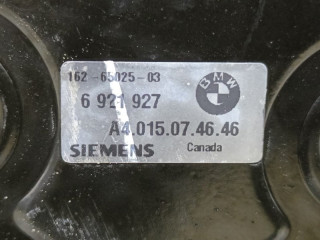 162-65025-03
6 921 927
BMW
A4.015.07.46.46
SIEMENS Canada